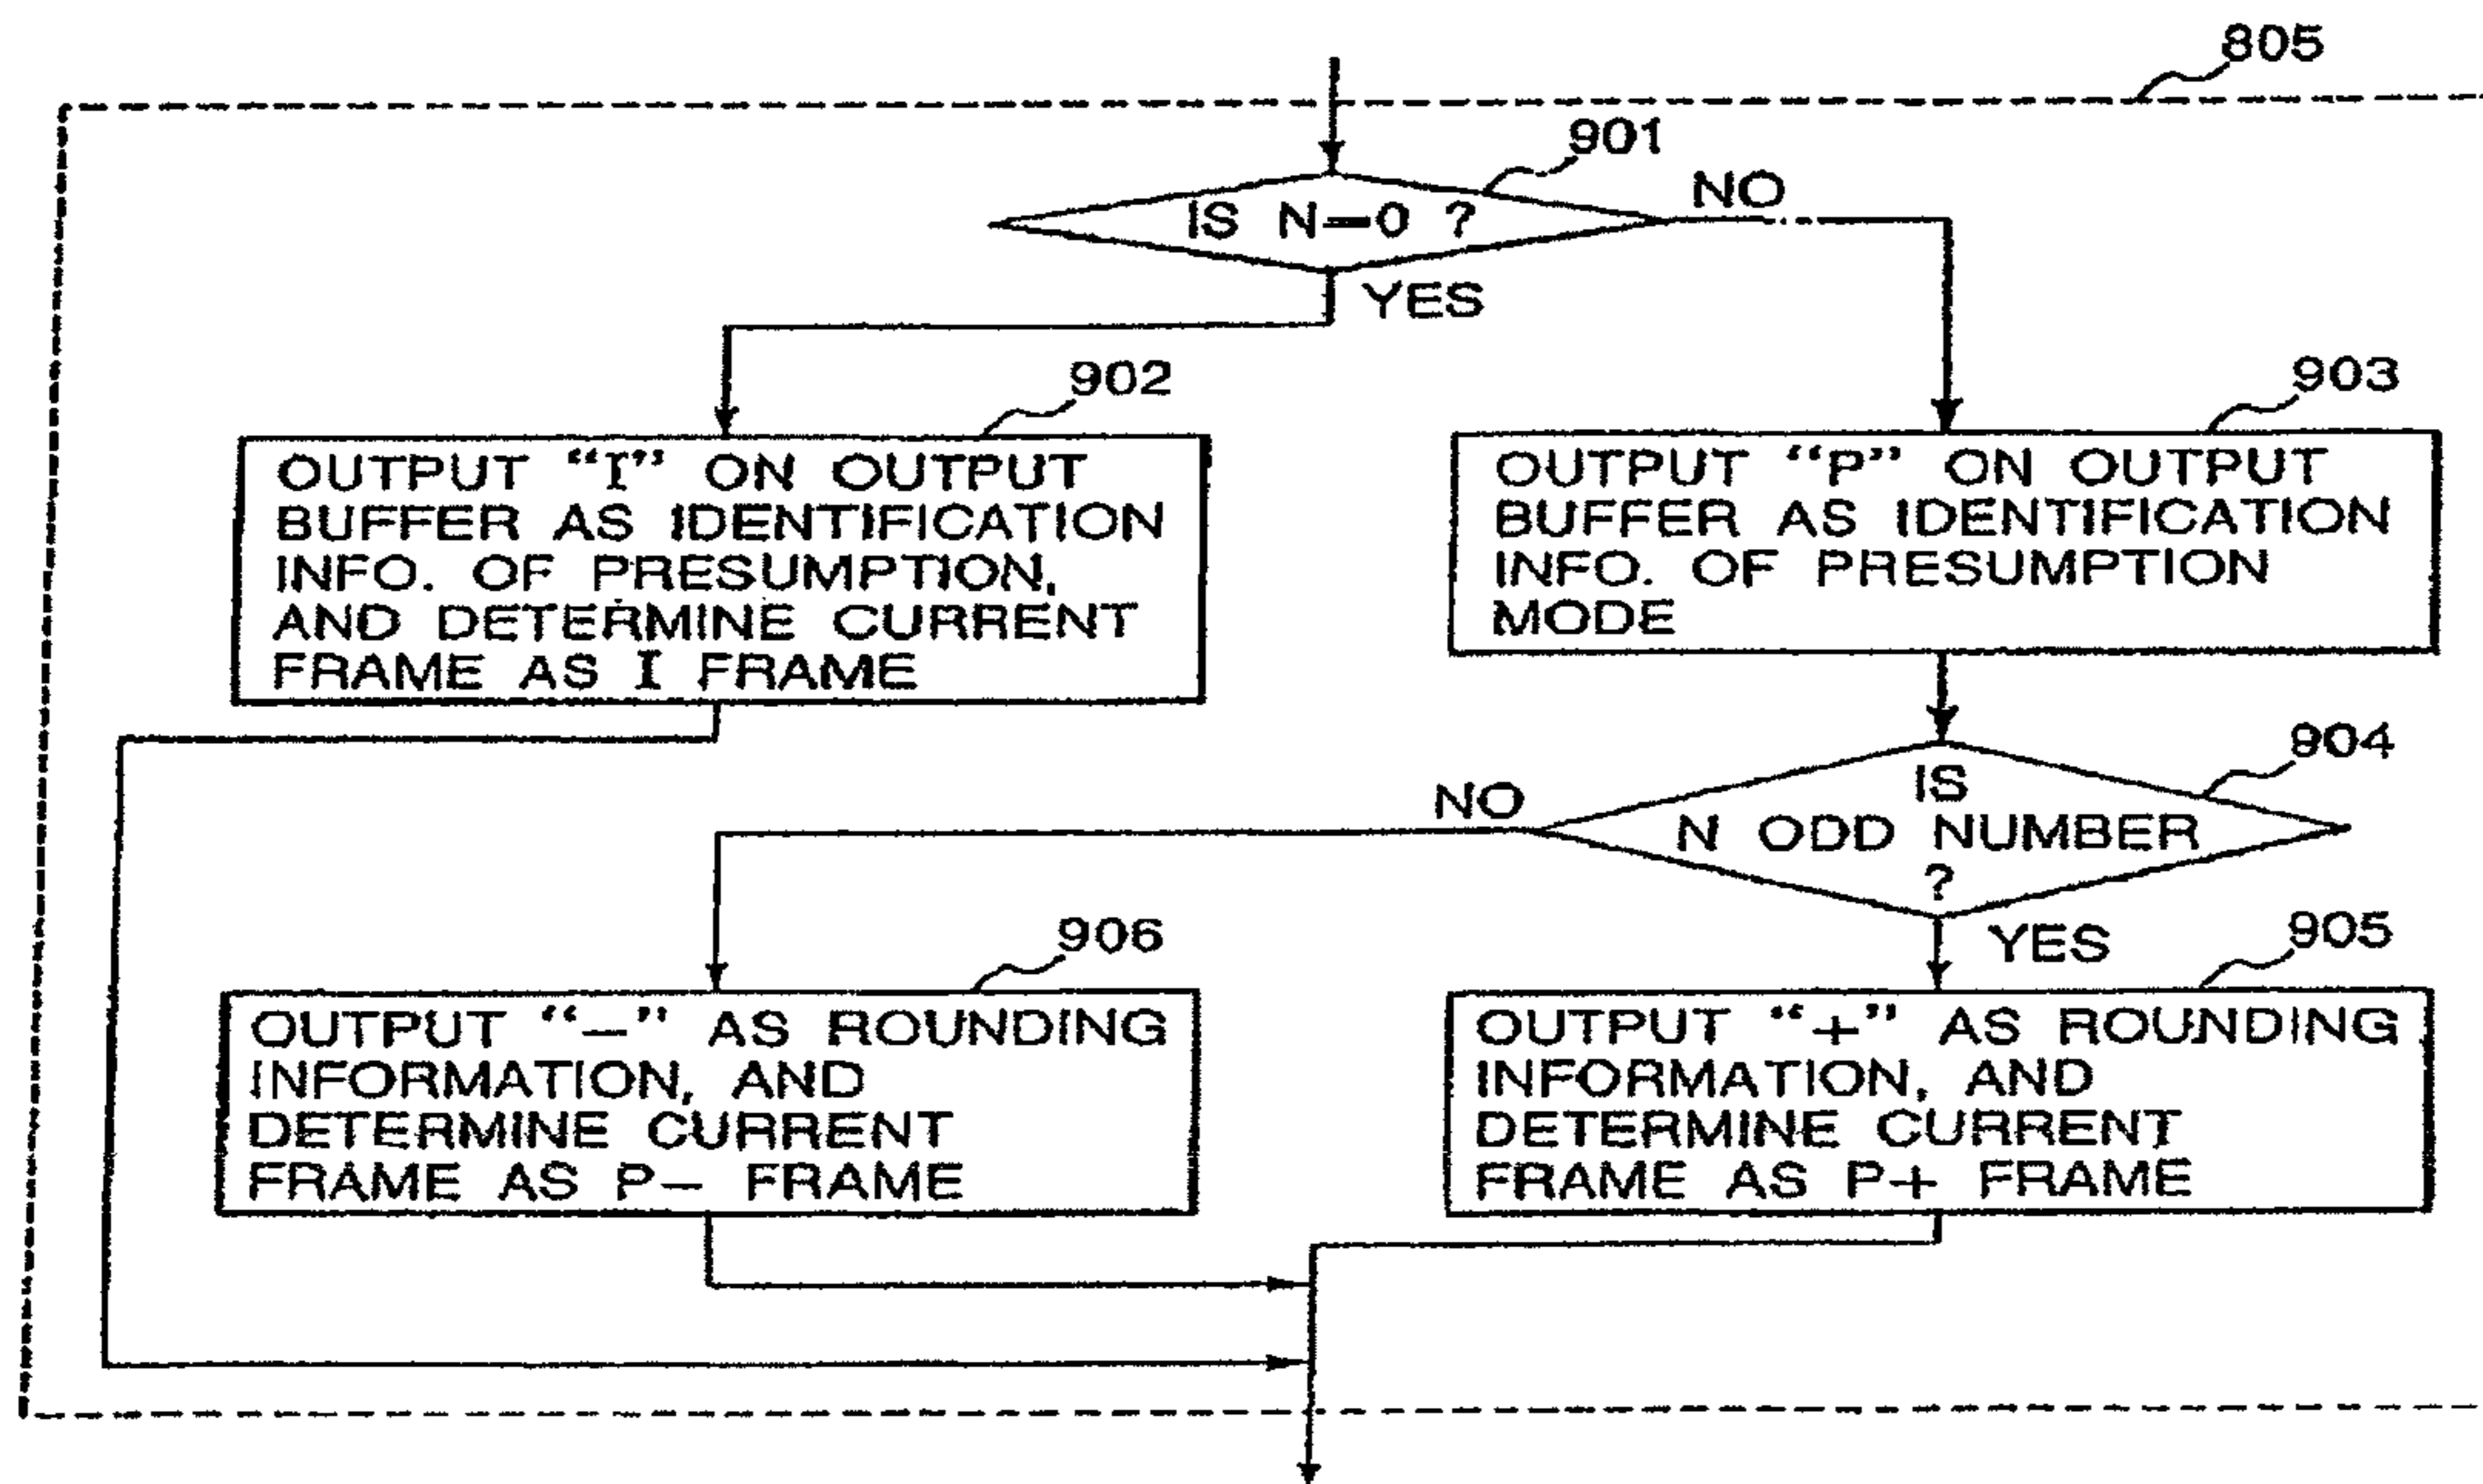 805
901
IS N=0 ?
NO
YES
902
OUTPUT “I” ON OUTPUT
BUFFER AS IDENTIFICATION
INFO. OF PRESUMPTION,
AND DETERMINE CURRENT
FRAME AS I FRAME
903
OUTPUT “P” ON OUTPUT
BUFFER AS IDENTIFICATION
INFO. OF PRESUMPTION
MODE
904
IS
N ODD NUMBER
?
NO
YES
906
OUTPUT “−” AS ROUNDING
INFORMATION, AND
DETERMINE CURRENT
FRAME AS P− FRAME
905
OUTPUT “+” AS ROUNDING
INFORMATION, AND
DETERMINE CURRENT
FRAME AS P+ FRAME